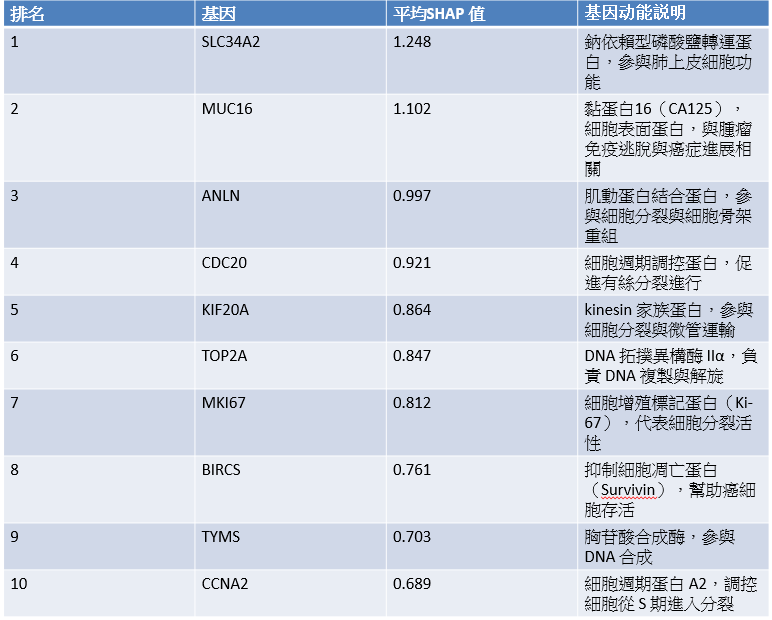 排名 基因 平均SHAP 值 基因动能説明
1 SLC34A2 1.248 鈉依賴型磷酸鹽轉運蛋
白，參與肺上皮細胞功
能
2 MUC16 1.102 黏蛋白16（CA125），
細胞表面蛋白，與腫瘤
免疫逃脫與癌症進展相
關
3 ANLN 0.997 肌動蛋白結合蛋白，參
與細胞分裂與細胞骨架
重組
4 CDC20 0.921 細胞週期調控蛋白，促
進有絲分裂進行
5 KIF20A 0.864 kinesin 家族蛋白，參與
細胞分裂與微管運輸
6 TOP2A 0.847 DNA 拓撲異構酶 IIα，負
責 DNA 複製與解旋
7 MKI67 0.812 細胞增殖標記蛋白（Ki-
67），代表細胞分裂活
性
8 BIRCS 0.761 抑制細胞凋亡蛋白
（Survivin），幫助癌細
胞存活
9 TYMS 0.703 胸苷酸合成酶，參與
DNA 合成
10 CCNA2 0.689 細胞週期蛋白 A2，調控
細胞從 S 期進入分裂